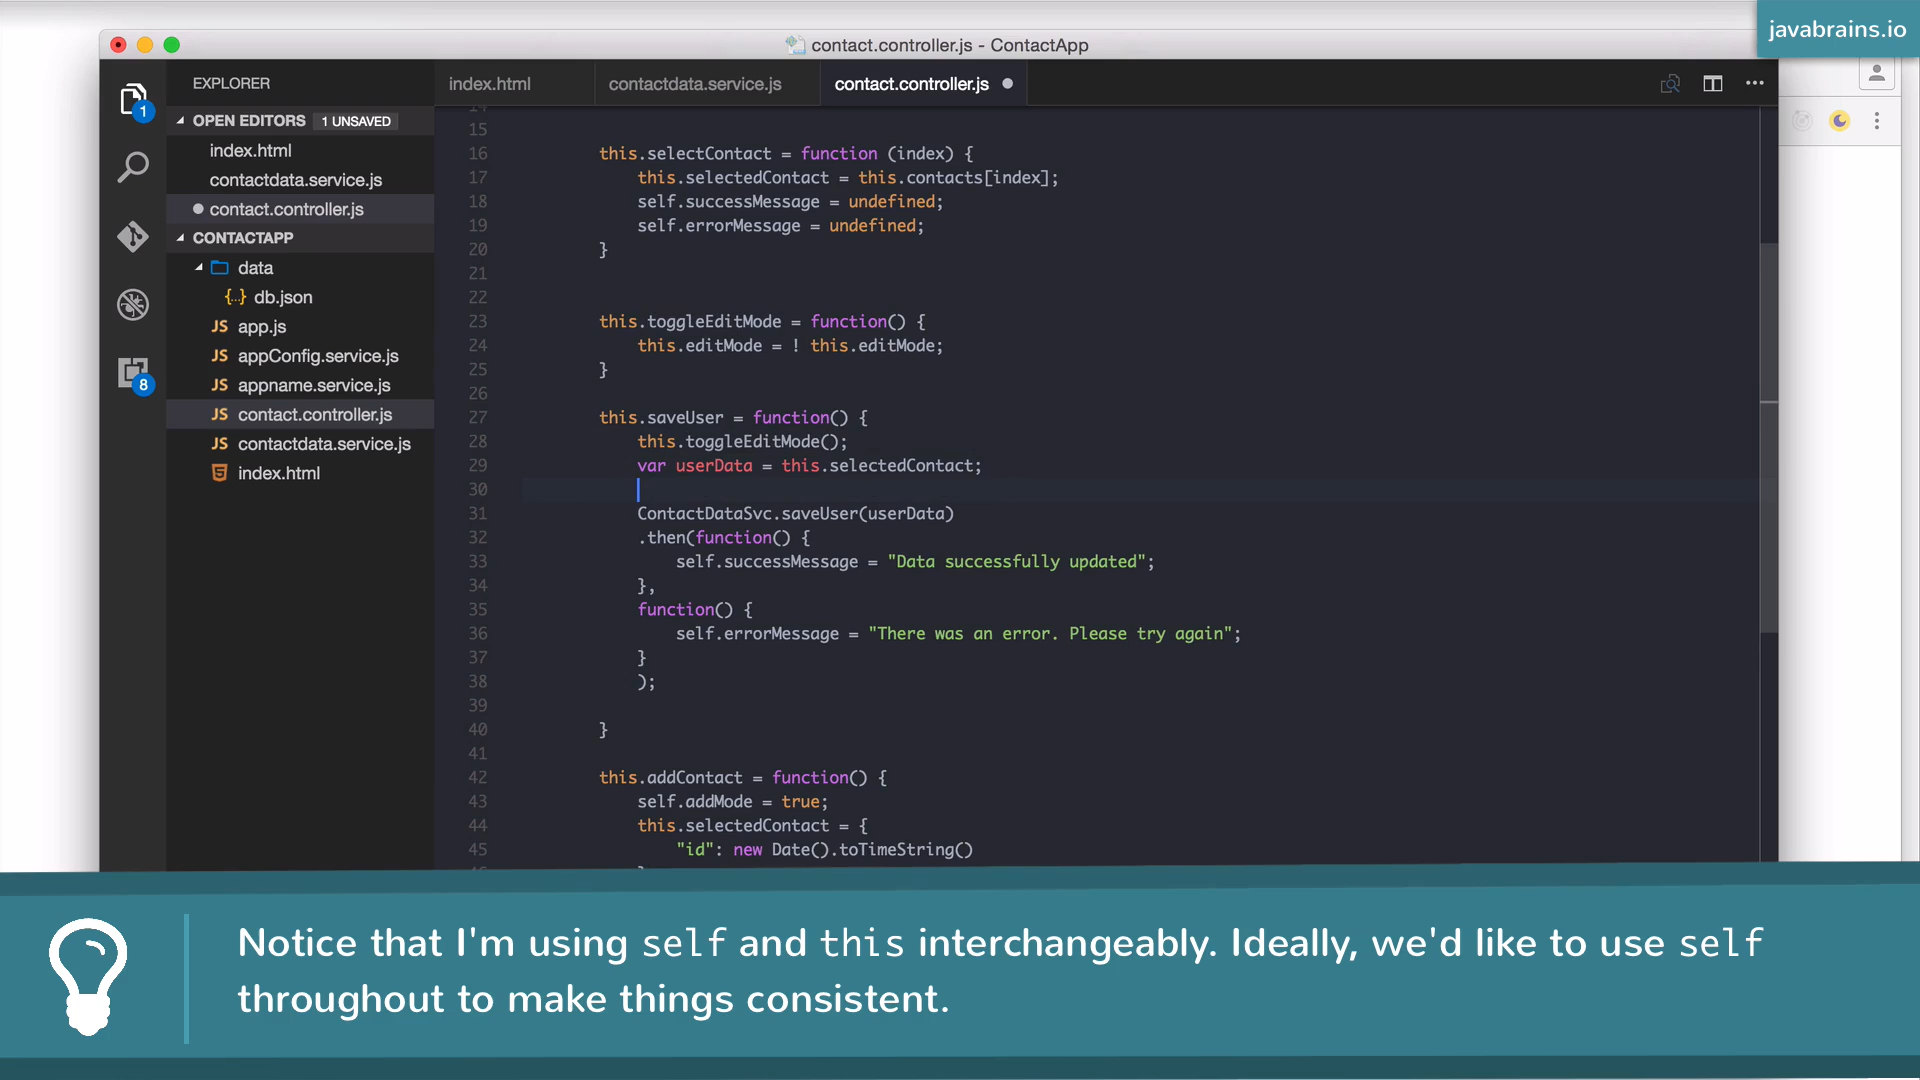 javabrains.io
contact.controller.js - ContactApp
EXPLORER
index.html
contactdata.service.js
contact.controller.js
1
OPEN EDITORS 1 UNSAVED
index.html
contactdata.service.js
contact.controller.js
CONTACTAPP
data
{..} db.json
JS app.js
JS appConfig.service.js
JS appname.service.js
JS contact.controller.js
JS contactdata.service.js
index.html
8
15
16 this.selectContact = function (index) {
17 this.selectedContact = this.contacts[index];
18 self.successMessage = undefined;
19 self.errorMessage = undefined;
20 }
21
22
23 this.toggleEditMode = function() {
24 this.editMode = ! this.editMode;
25 }
26
27 this.saveUser = function() {
28 this.toggleEditMode();
29 var userData = this.selectedContact;
30
31 ContactDataSvc.saveUser(userData)
32 .then(function() {
33 self.successMessage = "Data successfully updated";
34 },
35 function() {
36 self.errorMessage = "There was an error. Please try again";
37 }
38 );
39
40 }
41
42 this.addContact = function() {
43 self.addMode = true;
44 this.selectedContact = {
45 "id": new Date().toTimeString()
Notice that I'm using self and this interchangeably. Ideally, we'd like to use self
throughout to make things consistent.